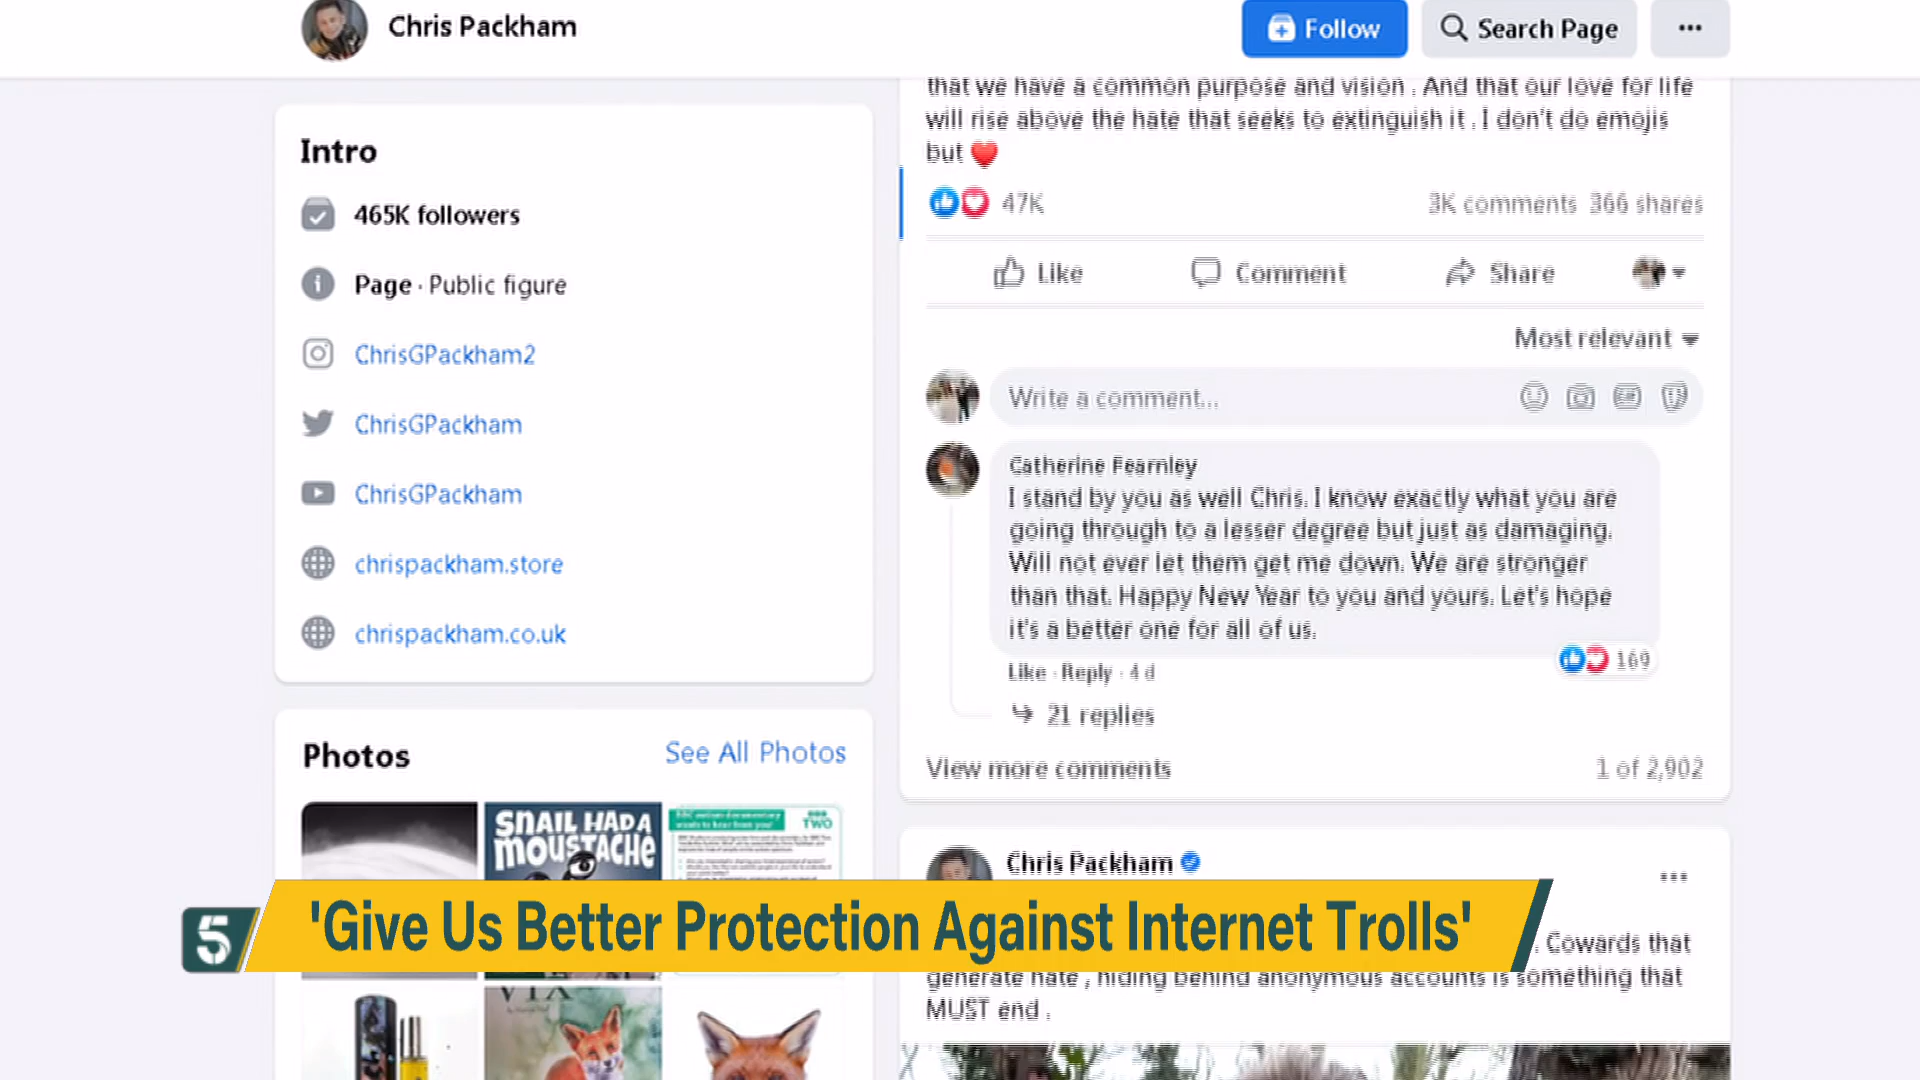 Chris Packham
Follow
Search Page
Intro
465K followers
Page · Public figure
ChrisGPackham2
ChrisGPackham
ChrisGPackham
chrispackham.store
chrispackham.co.uk
Photos
See All Photos
SNAIL HAD A
MOUSTACHE
TWO
that we have a common purpose and vision . And that our love for life
will rise above the hate that seeks to extinguish it . I don't do emojis
but ❤️
47K
3K comments 366 shares
Like
Comment
Share
Most relevant
Write a comment...
Catherine Fearnley
I stand by you as well Chris. I know exactly what you are
going through to a lesser degree but just as damaging.
Will not ever let them get me down. We are stronger
than that. Happy New Year to you and yours. Let's hope
it's a better one for all of us.
169
Like · Reply · 4 d
21 replies
View more comments
1 of 2,902
Chris Packham
. Cowards that
generate hate , hiding behind anonymous accounts is something that
MUST end .
5
'Give Us Better Protection Against Internet Trolls'